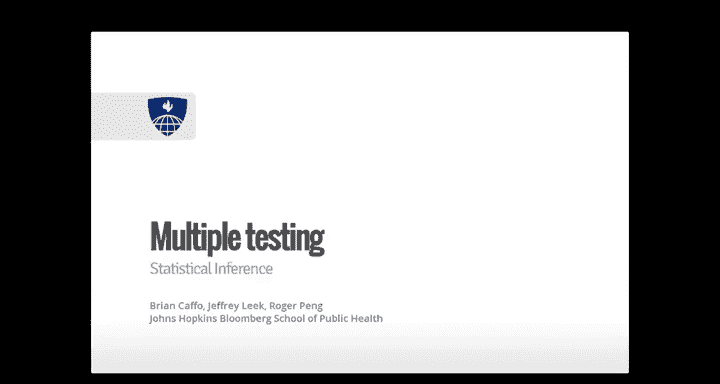 Multiple testing
Statistical Inference
Brian Caffo, Jeffrey Leek, Roger Peng
Johns Hopkins Bloomberg School of Public Health